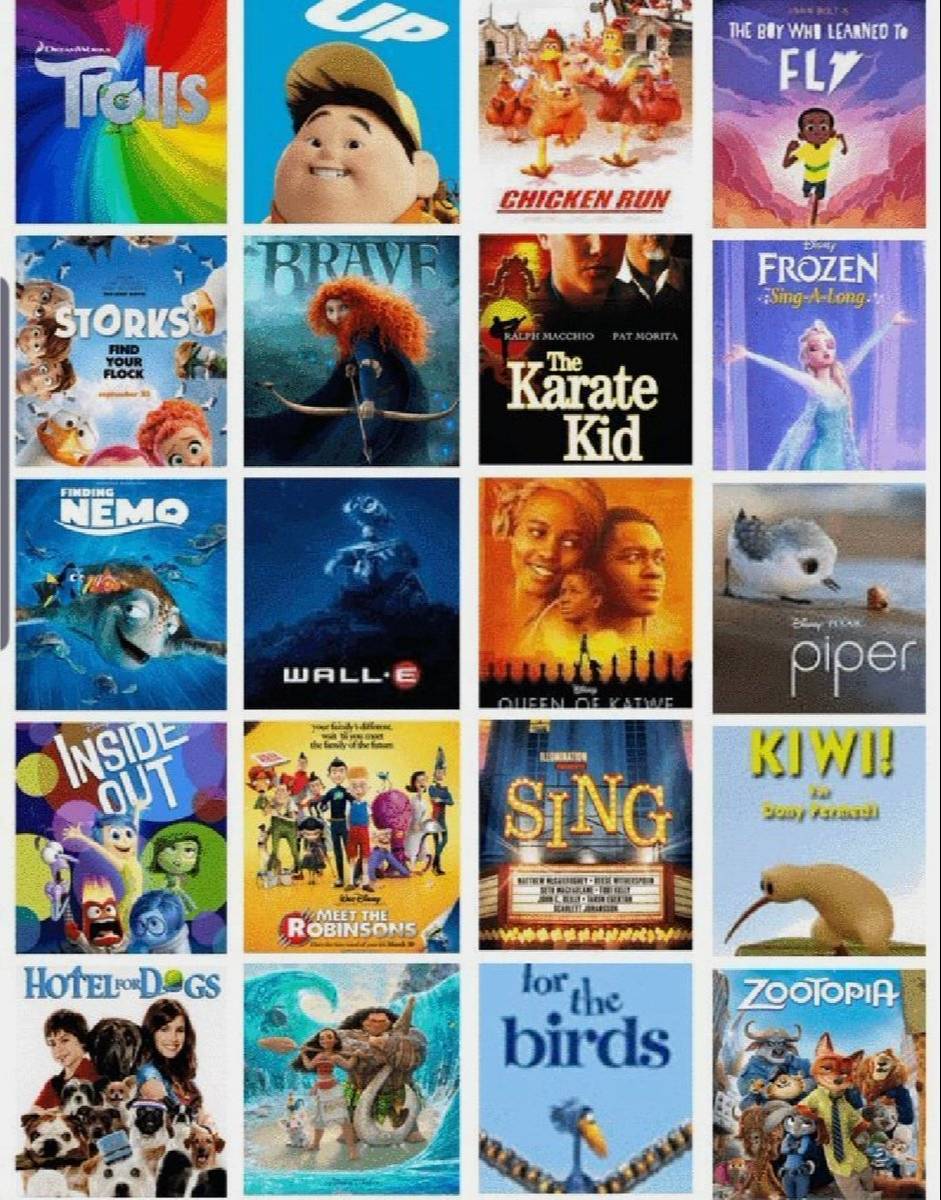 DREAMWORKS
Trolls
UP
CHICKEN RUN
THE BOY WHO LEARNED TO
FLY
STORKS
FIND
YOUR
FLOCK
BRAVE
RALPH MACCHIO PAT MORITA
The
Karate
Kid
Disney
FROZEN
Sing-A-Long
FINDING
NEMO
WALL·E
Disney
QUEEN OF KATWE
Disney PIXAR
piper
INSIDE
OUT
your family's different,
wait 'til you meet
the family of the future
WALT DISNEY
MEET THE
ROBINSONS
ILLUMINATION
SING
MATTHEW MCCONAUGHEY · REESE WITHERSPOON
SETH MACFARLANE · TORI KELLY
JOHN C. REILLY · TARON EGERTON
SCARLETT JOHANSSON
KIWI!
Dony Permedi
HOTEL FOR DOGS
for the
birds
ZOOTOPIA